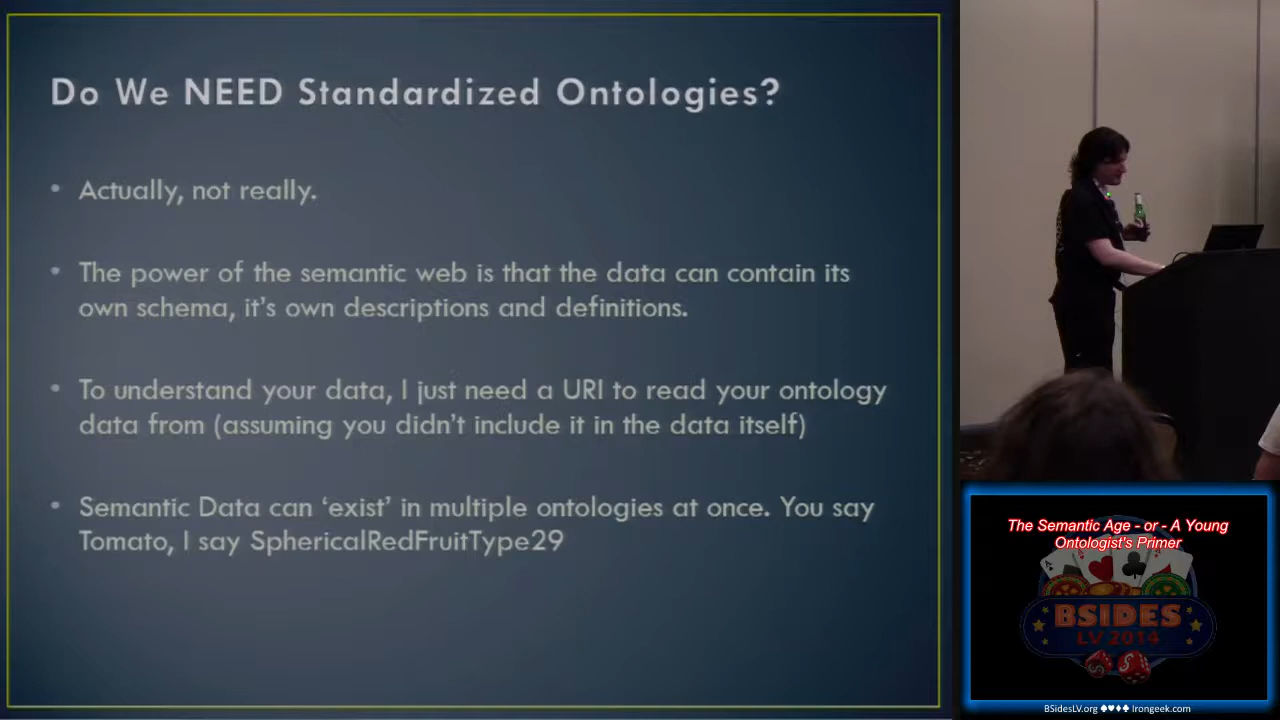 Do We NEED Standardized Ontologies?
• Actually, not really.
• The power of the semantic web is that the data can contain its
own schema, it's own descriptions and definitions.
• To understand your data, I just need a URI to read your ontology
data from (assuming you didn't include it in the data itself)
• Semantic Data can 'exist' in multiple ontologies at once. You say
Tomato, I say SphericalRedFruitType29
The Semantic Age - or - A Young
Ontologist's Primer
BSIDES
LV 2014
BSidesLV.org ♠♥♦♣ Irongeek.com